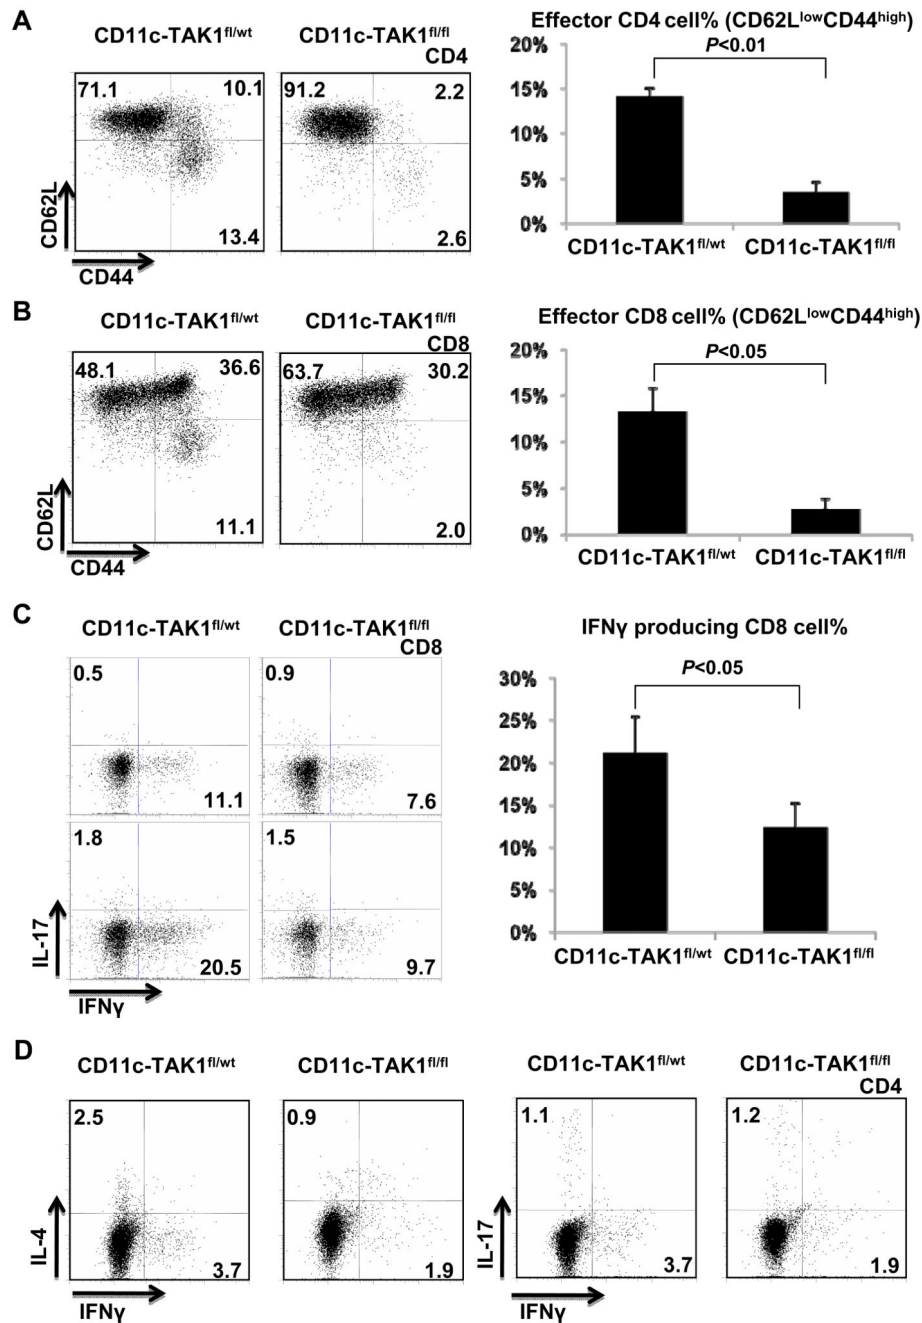 A
CD11c-TAK1fl/wt
CD11c-TAK1fl/fl
CD4
71.1
10.1
13.4
91.2
2.2
2.6
CD62L
CD44
Effector CD4 cell% (CD62LlowCD44high)
P<0.01
20%
15%
10%
5%
0%
CD11c-TAK1fl/wt
CD11c-TAK1fl/fl
B
CD11c-TAK1fl/wt
CD11c-TAK1fl/fl
CD8
48.1
36.6
11.1
63.7
30.2
2.0
CD62L
CD44
Effector CD8 cell% (CD62LlowCD44high)
P<0.05
20%
15%
10%
5%
0%
CD11c-TAK1fl/wt
CD11c-TAK1fl/fl
C
CD11c-TAK1fl/wt
CD11c-TAK1fl/fl
CD8
0.5
11.1
0.9
7.6
1.8
20.5
1.5
9.7
IL-17
IFNγ
IFNγ producing CD8 cell%
P<0.05
30%
25%
20%
15%
10%
5%
0%
CD11c-TAK1fl/wt
CD11c-TAK1fl/fl
D
CD11c-TAK1fl/wt
CD11c-TAK1fl/fl
2.5
3.7
0.9
1.9
IL-4
IFNγ
CD11c-TAK1fl/wt
CD11c-TAK1fl/fl
CD4
1.1
3.7
1.2
1.9
IL-17
IFNγ